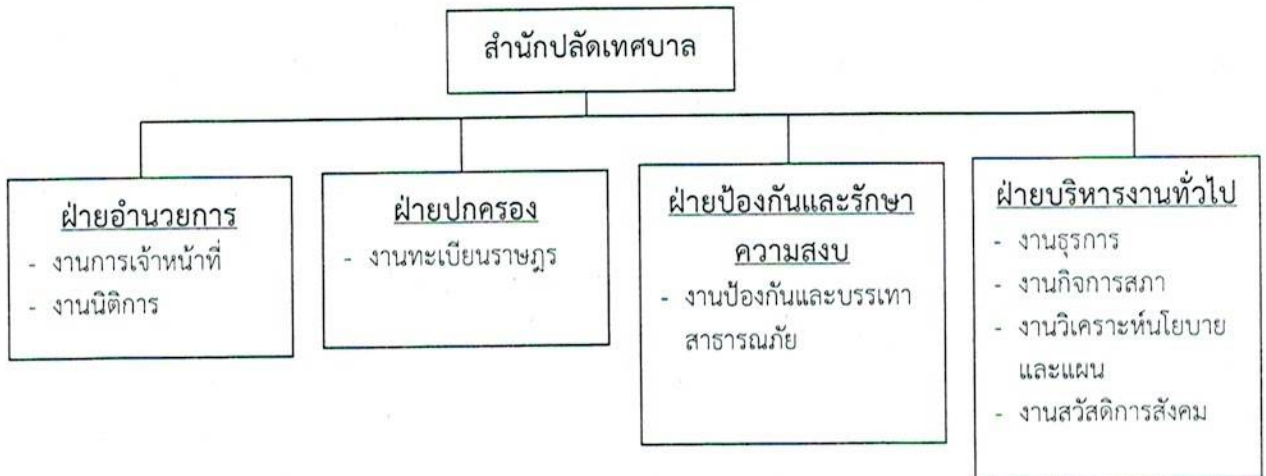 สำนักปลัดเทศบาล
ฝ่ายอำนวยการ
- งานการเจ้าหน้าที่
- งานนิติการ
ฝ่ายปกครอง
- งานทะเบียนราษฎร
ฝ่ายป้องกันและรักษา
ความสงบ
- งานป้องกันและบรรเทา
สาธารณภัย
ฝ่ายบริหารงานทั่วไป
- งานธุรการ
- งานกิจการสภา
- งานวิเคราะห์นโยบาย
และแผน
- งานสวัสดิการสังคม